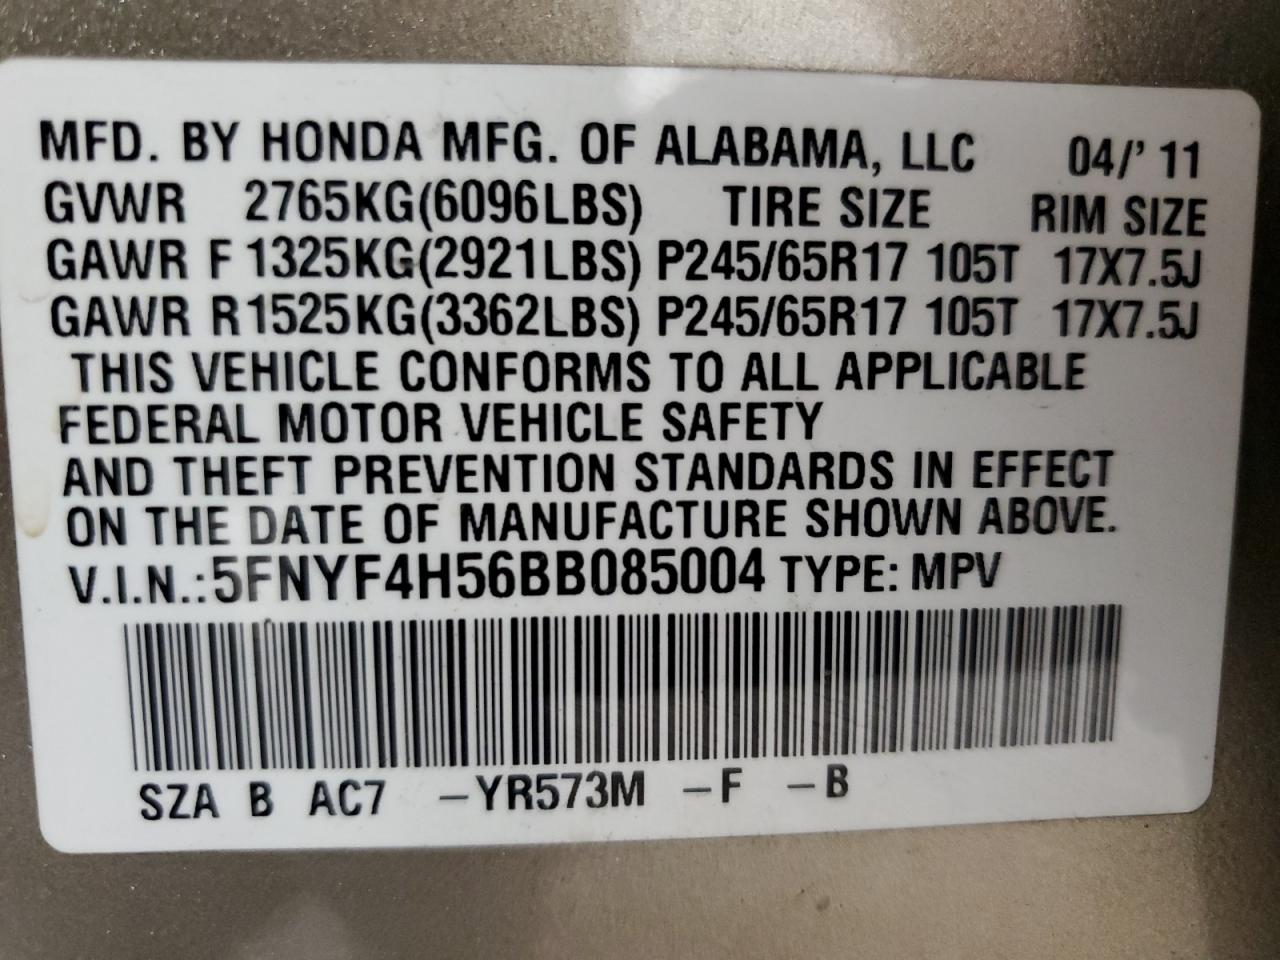 MFD. BY HONDA MFG. OF ALABAMA, LLC 04/' 11
GVWR 2765KG(6096LBS) TIRE SIZE RIM SIZE
GAWR F 1325KG(2921LBS) P245/65R17 105T 17X7.5J
GAWR R 1525KG(3362LBS) P245/65R17 105T 17X7.5J
THIS VEHICLE CONFORMS TO ALL APPLICABLE
FEDERAL MOTOR VEHICLE SAFETY
AND THEFT PREVENTION STANDARDS IN EFFECT
ON THE DATE OF MANUFACTURE SHOWN ABOVE.
V.I.N.:5FNYF4H56BB085004 TYPE: MPV
SZA B AC7 –YR573M –F –B